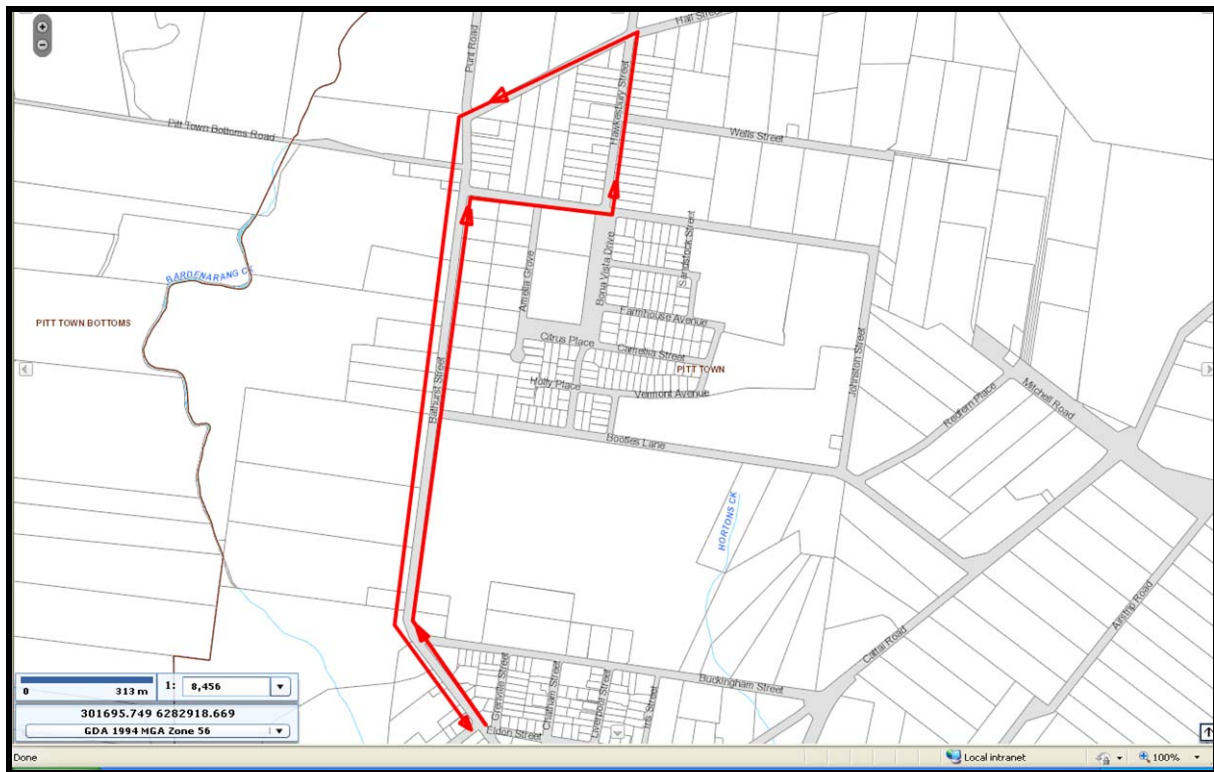 Hall Street
Punt Road
Hawkesbury Street
Pitt Town Bottoms Road
Wells Street
Sandstock Street
Bona Vista Drive
Amelia Grove
BARDENARANG CK
PITT TOWN BOTTOMS
Farmhouse Avenue
Citrus Place
Camellia Street
PITT TOWN
Johnston Street
Holly Place
Vermont Avenue
Redfern Place
Mitchell Road
Bathurst Street
Bootles Lane
HORTONS CK
Airstrip Road
Cattai Road
Buckingham Street
Grenville Street
Chatham Street
Liverpool Street
Eldon Street
0 313 m 1: 8,456
301695.749 6282918.669
GDA 1994 MGA Zone 56
Done Local intranet 100%